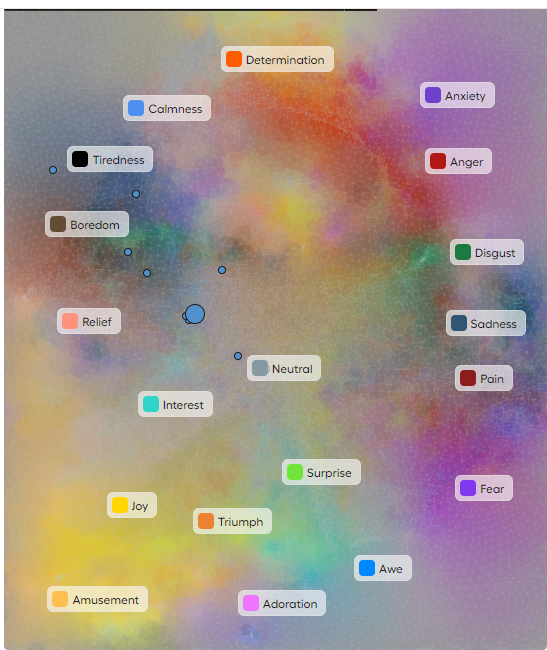 Determination
Anxiety
Calmness
Tiredness
Anger
Boredom
Disgust
Relief
Sadness
Neutral
Pain
Interest
Surprise
Fear
Joy
Triumph
Awe
Amusement
Adoration